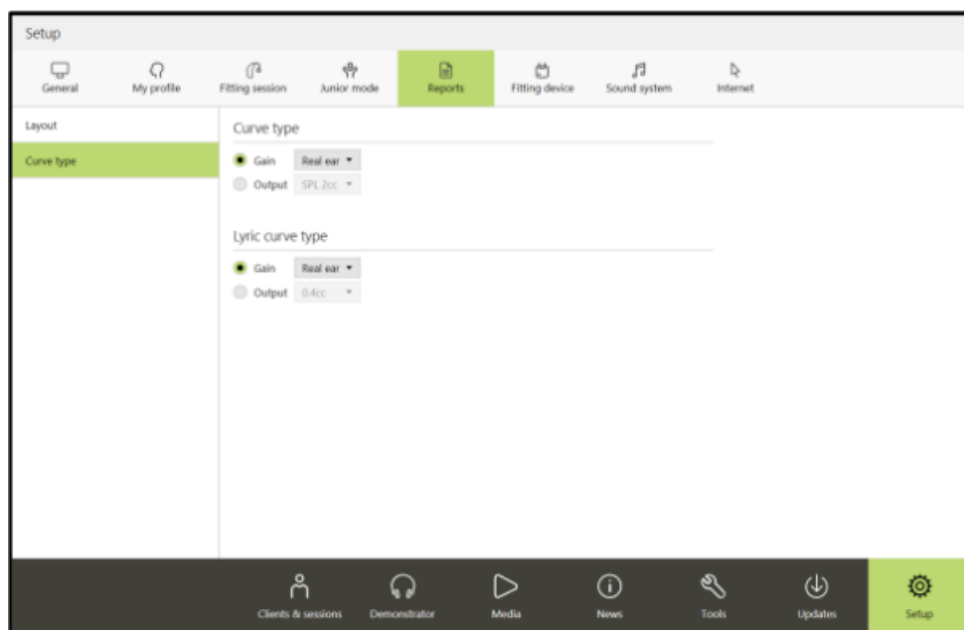 Setup
General My profile Fitting session Junior mode Reports Fitting device Sound system Internet
Layout
Curve type
Curve type
Gain Real ear
Output SPL 2cc
Lyric curve type
Gain Real ear
Output 0.4cc
Clients & sessions Demonstrator Media News Tools Updates Setup